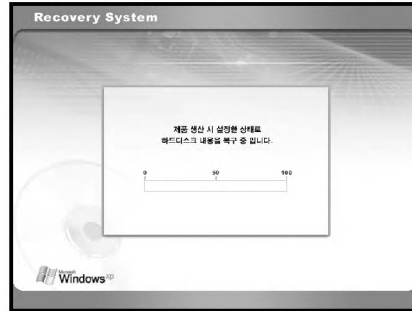 Recovery System
제품 생산 시 설정한 상태로
하드디스크 내용을 복구 중 입니다.
0 50 100
Microsoft
Windows xp